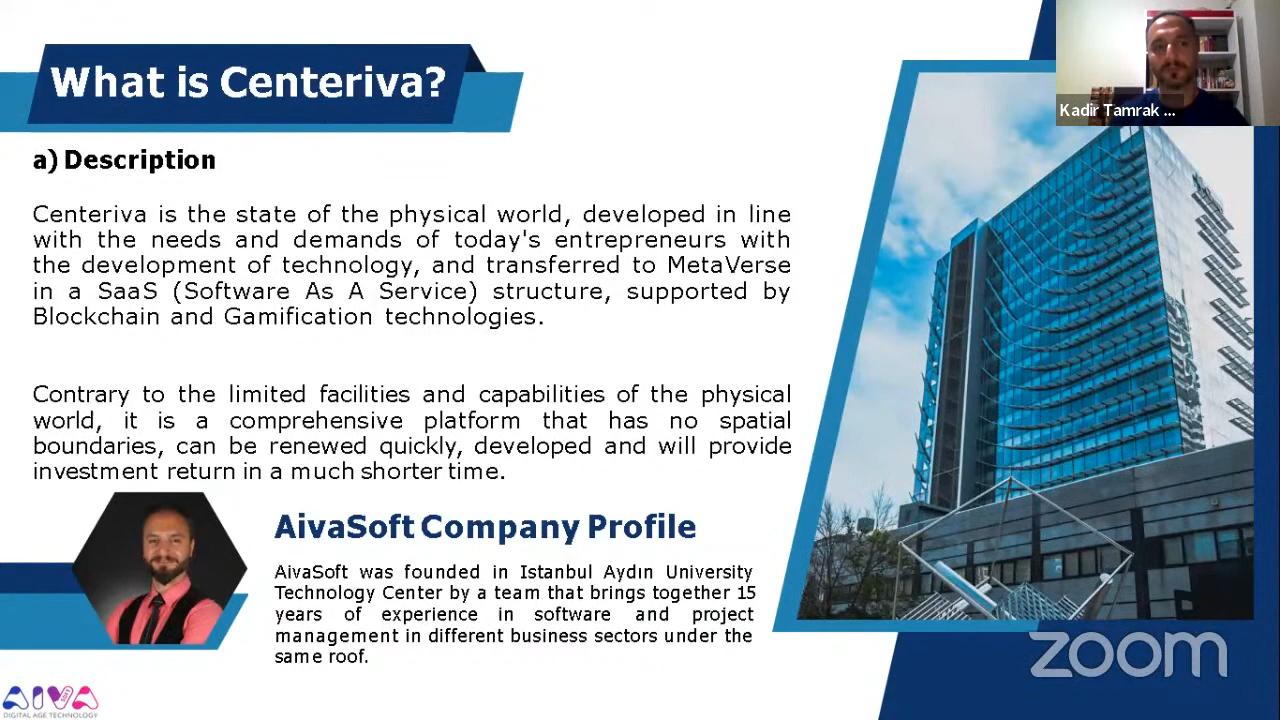 What is Centeriva?
Kadir Tamrak ...
a) Description
Centeriva is the state of the physical world, developed in line
with the needs and demands of today's entrepreneurs with
the development of technology, and transferred to MetaVerse
in a SaaS (Software As A Service) structure, supported by
Blockchain and Gamification technologies.
Contrary to the limited facilities and capabilities of the physical
world, it is a comprehensive platform that has no spatial
boundaries, can be renewed quickly, developed and will provide
investment return in a much shorter time.
AivaSoft Company Profile
AivaSoft was founded in Istanbul Aydın University
Technology Center by a team that brings together 15
years of experience in software and project
management in different business sectors under the
same roof.
zoom
AIVA
DIGITAL AGE TECHNOLOGY